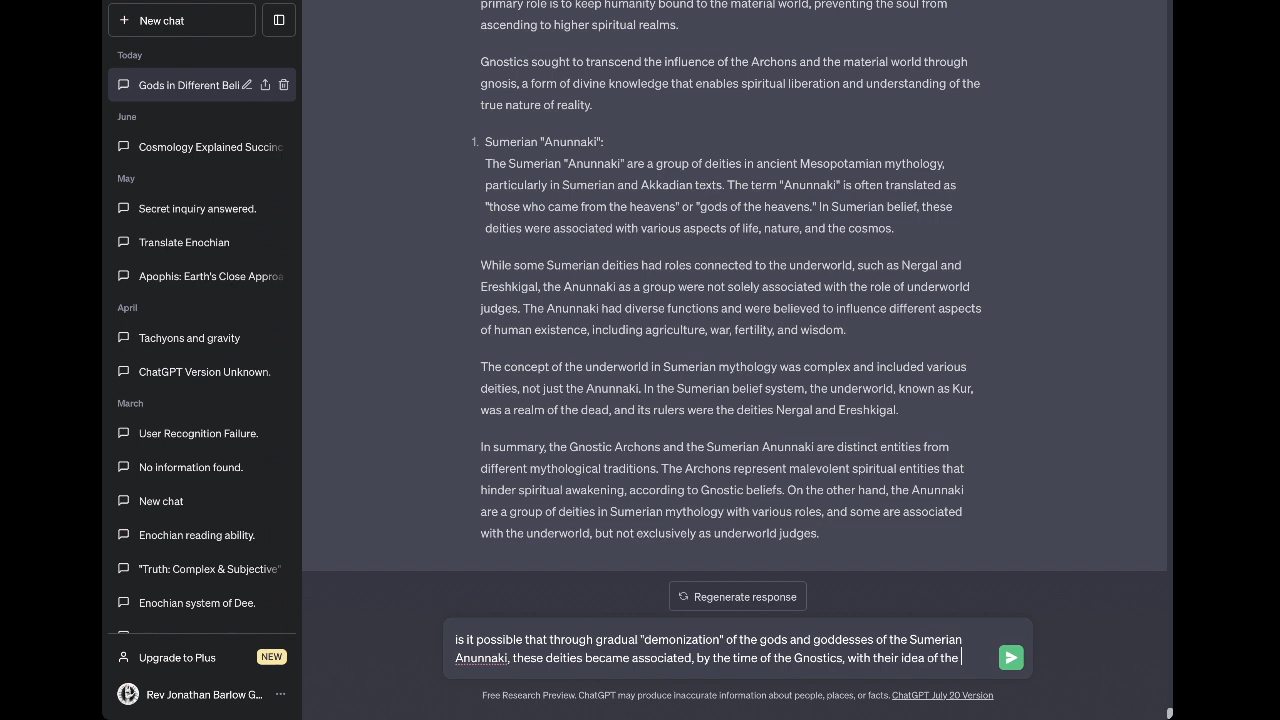 New chat
Today
Gods in Different Beli
June
Cosmology Explained Succinc
May
Secret inquiry answered.
Translate Enochian
Apophis: Earth's Close Approa
April
Tachyons and gravity
ChatGPT Version Unknown.
March
User Recognition Failure.
No information found.
New chat
Enochian reading ability.
"Truth: Complex & Subjective"
Enochian system of Dee.
Upgrade to Plus
NEW
Rev Jonathan Barlow G...
primary role is to keep humanity bound to the material world, preventing the soul from
ascending to higher spiritual realms.
Gnostics sought to transcend the influence of the Archons and the material world through
gnosis, a form of divine knowledge that enables spiritual liberation and understanding of the
true nature of reality.
1. Sumerian "Anunnaki":
The Sumerian "Anunnaki" are a group of deities in ancient Mesopotamian mythology,
particularly in Sumerian and Akkadian texts. The term "Anunnaki" is often translated as
"those who came from the heavens" or "gods of the heavens." In Sumerian belief, these
deities were associated with various aspects of life, nature, and the cosmos.
While some Sumerian deities had roles connected to the underworld, such as Nergal and
Ereshkigal, the Anunnaki as a group were not solely associated with the role of underworld
judges. The Anunnaki had diverse functions and were believed to influence different aspects
of human existence, including agriculture, war, fertility, and wisdom.
The concept of the underworld in Sumerian mythology was complex and included various
deities, not just the Anunnaki. In the Sumerian belief system, the underworld, known as Kur,
was a realm of the dead, and its rulers were the deities Nergal and Ereshkigal.
In summary, the Gnostic Archons and the Sumerian Anunnaki are distinct entities from
different mythological traditions. The Archons represent malevolent spiritual entities that
hinder spiritual awakening, according to Gnostic beliefs. On the other hand, the Anunnaki
are a group of deities in Sumerian mythology with various roles, and some are associated
with the underworld, but not exclusively as underworld judges.
Regenerate response
is it possible that through gradual "demonization" of the gods and goddesses of the Sumerian
Anunnaki, these deities became associated, by the time of the Gnostics, with their idea of the
Free Research Preview. ChatGPT may produce inaccurate information about people, places, or facts. ChatGPT July 20 Version